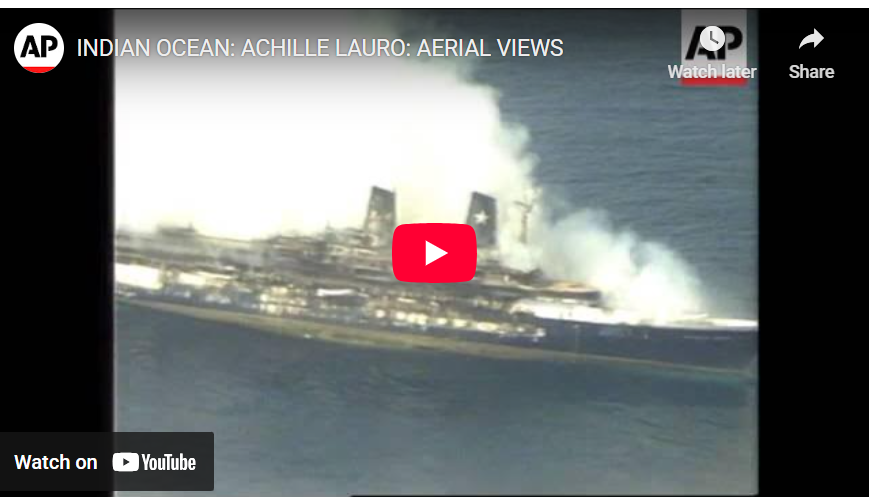 AP
INDIAN OCEAN: ACHILLE LAURO: AERIAL VIEWS
AP
Watch later
Share
Watch on YouTube